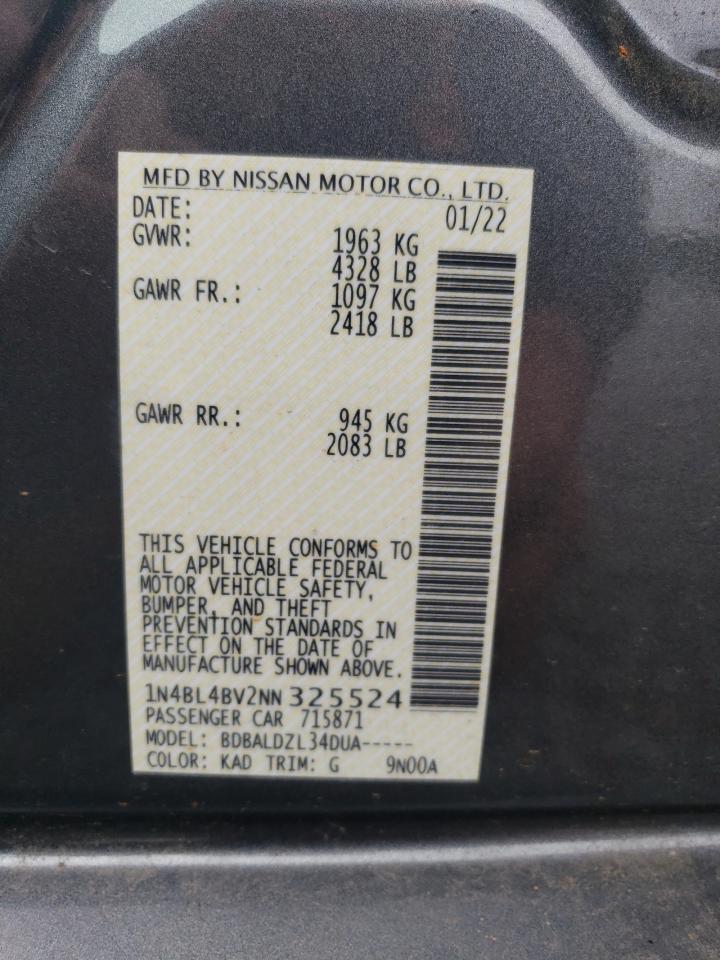 MFD BY NISSAN MOTOR CO., LTD.
DATE: 01/22
GVWR: 1963 KG
4328 LB
GAWR FR.: 1097 KG
2418 LB
GAWR RR.: 945 KG
2083 LB
THIS VEHICLE CONFORMS TO
ALL APPLICABLE FEDERAL
MOTOR VEHICLE SAFETY,
BUMPER, AND THEFT
PREVENTION STANDARDS IN
EFFECT ON THE DATE OF
MANUFACTURE SHOWN ABOVE.
1N4BL4BV2NN 325524
PASSENGER CAR 715871
MODEL: BDBALDZL34DUA-----
COLOR: KAD TRIM: G 9N00A